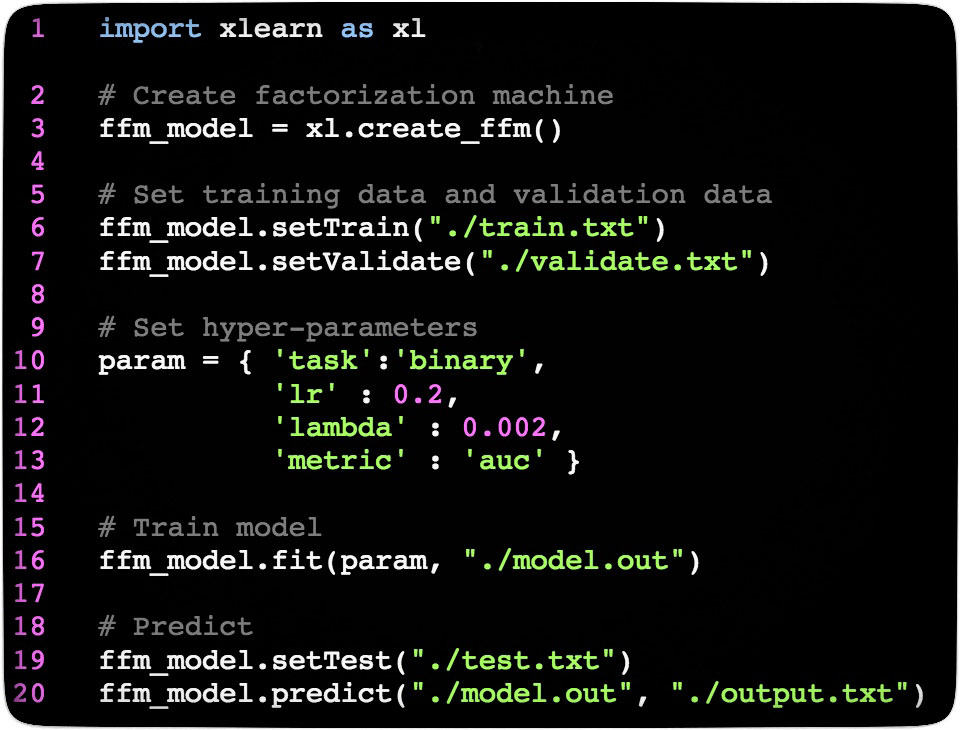 1 import xlearn as xl
2 # Create factorization machine
3 ffm_model = xl.create_ffm()
4
5 # Set training data and validation data
6 ffm_model.setTrain("./train.txt")
7 ffm_model.setValidate("./validate.txt")
8
9 # Set hyper-parameters
10 param = { 'task':'binary',
11 'lr' : 0.2,
12 'lambda' : 0.002,
13 'metric' : 'auc' }
14
15 # Train model
16 ffm_model.fit(param, "./model.out")
17
18 # Predict
19 ffm_model.setTest("./test.txt")
20 ffm_model.predict("./model.out", "./output.txt")